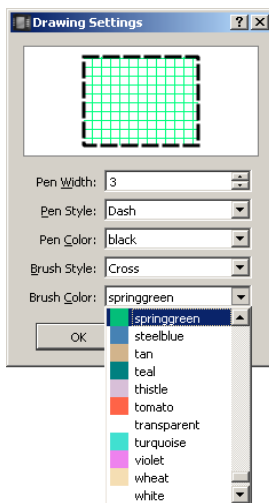 Drawing Settings
Pen Width: 3
Pen Style: Dash
Pen Color: black
Brush Style: Cross
Brush Color: springgreen
OK
springgreen
steelblue
tan
teal
thistle
tomato
transparent
turquoise
violet
wheat
white